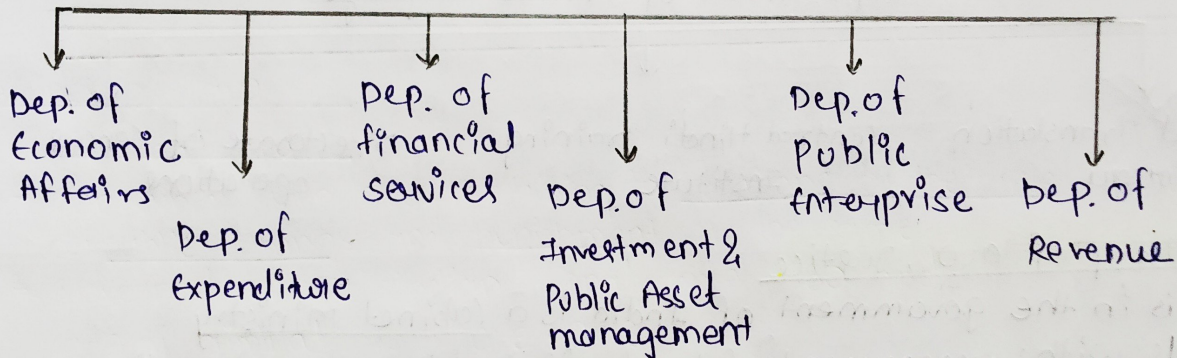 Dep. of
Economic
Affairs
Dep. of
Expenditure
Dep. of
financial
services
Dep. of
Investment &
Public Asset
management
Dep. of
Public
Enterprise
Dep. of
Revenue